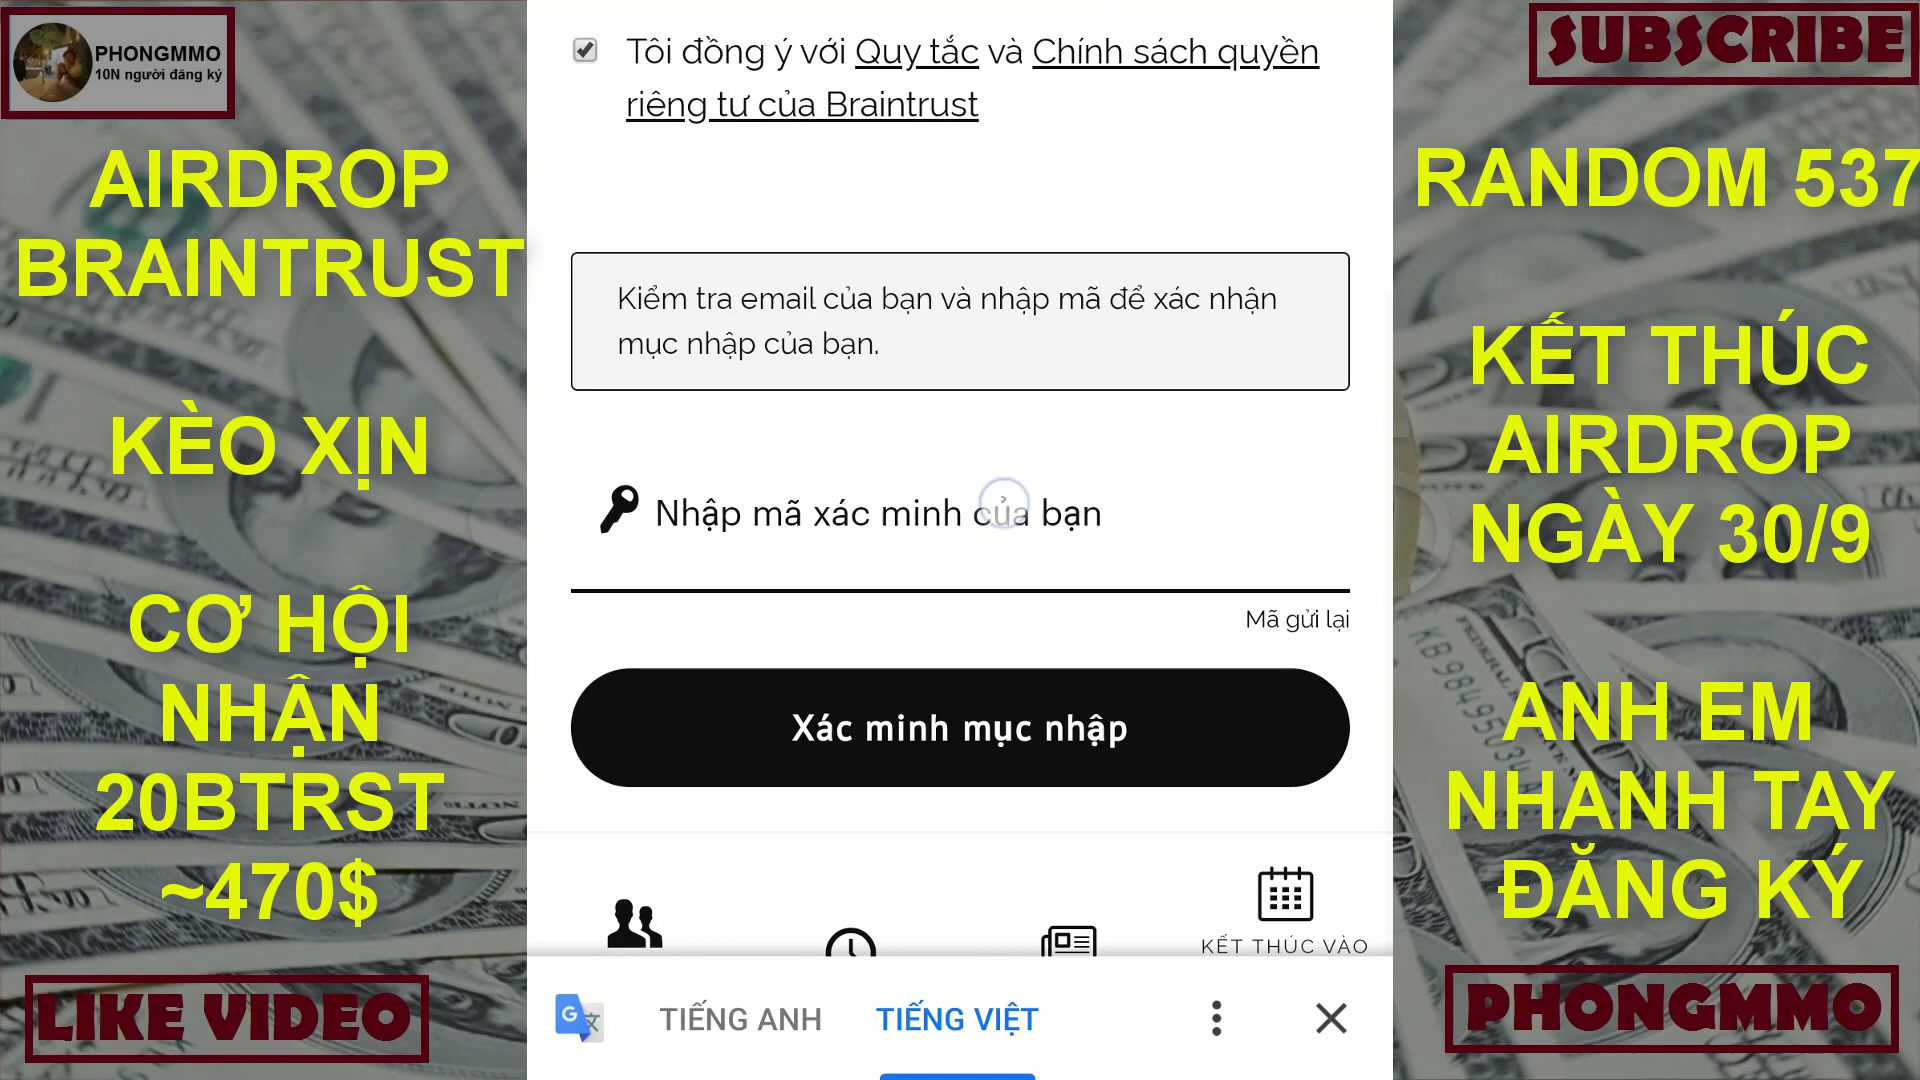 PHONGMMO
10N người đăng ký
AIRDROP
BRAINTRUST
KÈO XỊN
CƠ HỘI
NHẬN
20BTRST
~470$
LIKE VIDEO
Tôi đồng ý với Quy tắc và Chính sách quyền
riêng tư của Braintrust
Kiểm tra email của bạn và nhập mã để xác nhận
mục nhập của bạn.
Nhập mã xác minh của bạn
Mã gửi lại
Xác minh mục nhập
KẾT THÚC VÀO
TIẾNG ANH
TIẾNG VIỆT
SUBSCRIBE
RANDOM 537
KẾT THÚC
AIRDROP
NGÀY 30/9
ANH EM
NHANH TAY
ĐĂNG KÝ
PHONGMMO